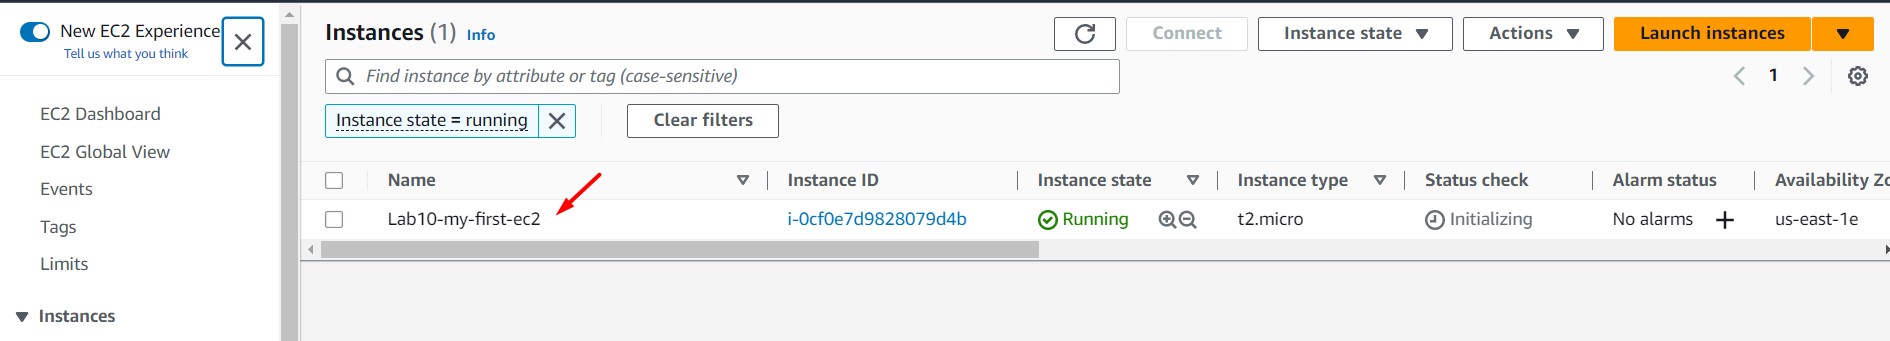 New EC2 Experience
Tell us what you think
EC2 Dashboard
EC2 Global View
Events
Tags
Limits
Instances
Instances (1) Info
Connect
Instance state
Actions
Launch instances
Find instance by attribute or tag (case-sensitive)
1
Instance state = running
Clear filters
Name Instance ID Instance state Instance type Status check Alarm status Availability Zo
Lab10-my-first-ec2 i-0cf0e7d9828079d4b Running t2.micro Initializing No alarms + us-east-1e